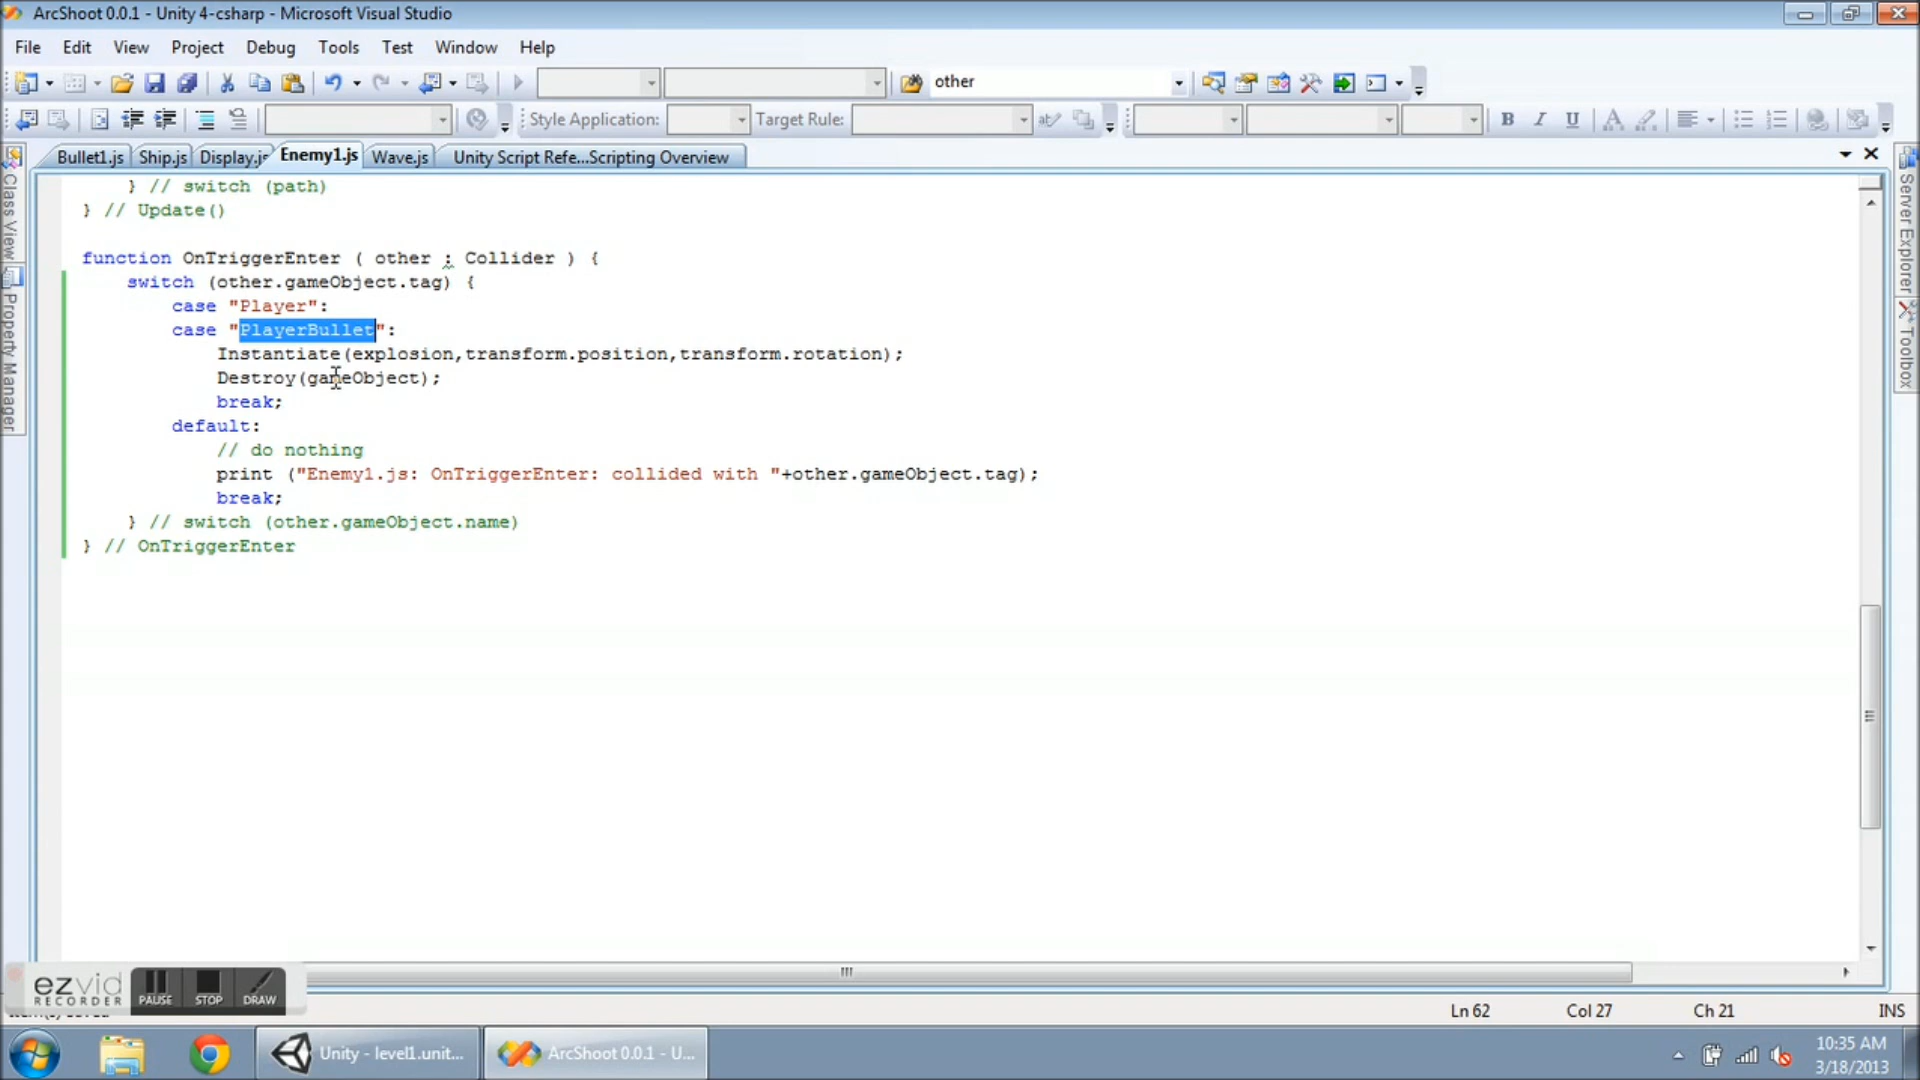 ArcShoot 0.0.1 - Unity 4-csharp - Microsoft Visual Studio
File Edit View Project Debug Tools Test Window Help
other
Style Application: Target Rule:
B I U A
Bullet1.js Ship.js Display.js Enemy1.js Wave.js Unity Script Refe...Scripting Overview
Class View
Property Manager
Server Explorer
Toolbox
} // switch (path)
} // Update()
function OnTriggerEnter ( other : Collider ) {
switch (other.gameObject.tag) {
case "Player":
case "PlayerBullet":
Instantiate(explosion,transform.position,transform.rotation);
Destroy(gameObject);
break;
default:
// do nothing
print ("Enemy1.js: OnTriggerEnter: collided with "+other.gameObject.tag);
break;
} // switch (other.gameObject.name)
} // OnTriggerEnter
ezvid
RECORDER
PAUSE STOP DRAW
Ln 62 Col 27 Ch 21 INS
Unity - level1.unit... ArcShoot 0.0.1 - U...
10:35 AM
3/18/2013